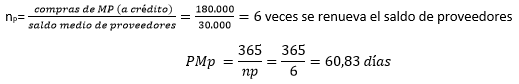 nₚ= compras de MP (a crédito) / saldo medio de proveedores = 180.000 / 30.000 = 6 veces se renueva el saldo de proveedores
PMp = 365 / np = 365 / 6 = 60,83 días